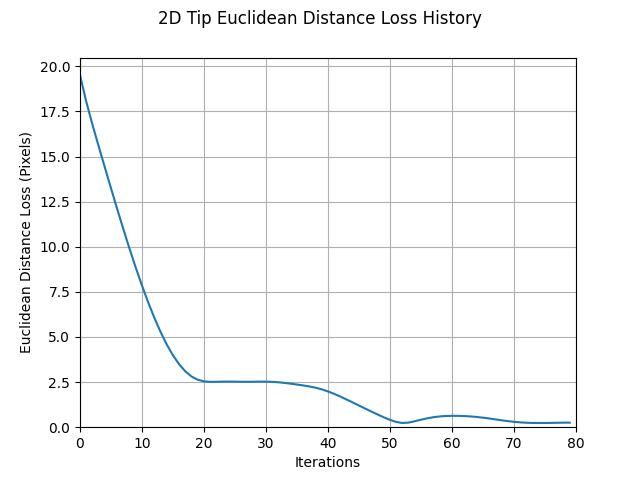 2D Tip Euclidean Distance Loss History
20.0
17.5
15.0
12.5
10.0
7.5
5.0
2.5
0.0
Euclidean Distance Loss (Pixels)
0 10 20 30 40 50 60 70 80
Iterations